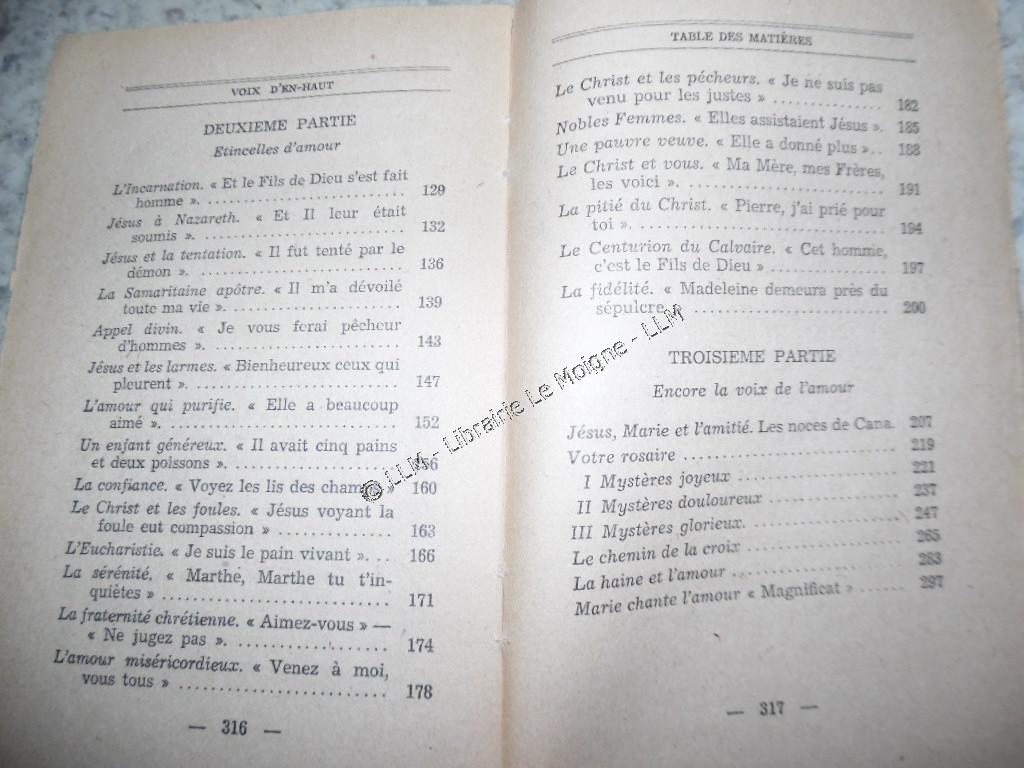 VOIX D'EN-HAUT
DEUXIEME PARTIE
Etincelles d'amour
L'Incarnation. « Et le Fils de Dieu s'est fait
homme ». 129
Jésus à Nazareth. « Et Il leur était
soumis ». 132
Jésus et la tentation. « Il fut tenté par le
démon ». 136
La Samaritaine apôtre. « Il m'a dévoilé
toute ma vie ». 139
Appel divin. « Je vous ferai pêcheur
d'hommes ». 143
Jésus et les larmes. « Bienheureux ceux qui
pleurent ». 147
L'amour qui purifie. « Elle a beaucoup
aimé ». 152
Un enfant généreux. « Il avait cinq pains
et deux poissons ». 156
La confiance. « Voyez les lis des champs » 160
Le Christ et les foules. « Jésus voyant la
foule eut compassion » 163
L'Eucharistie. « Je suis le pain vivant ». 166
La sérénité. « Marthe, Marthe tu t'in-
quiètes » 171
La fraternité chrétienne. « Aimez-vous » —
« Ne jugez pas ». 174
L'amour miséricordieux. « Venez à moi,
vous tous » 178
— 316 —
TABLE DES MATIÈRES
Le Christ et les pécheurs. « Je ne suis pas
venu pour les justes » 182
Nobles Femmes. « Elles assistaient Jésus ». 185
Une pauvre veuve. « Elle a donné plus ». 188
Le Christ et vous. « Ma Mère, mes Frères,
les voici ». 191
La pitié du Christ. « Pierre, j'ai prié pour
toi ». 194
Le Centurion du Calvaire. « Cet homme,
c'est le Fils de Dieu » 197
La fidélité. « Madeleine demeura près du
sépulcre » 200
TROISIEME PARTIE
Encore la voix de l'amour
Jésus, Marie et l'amitié. Les noces de Cana. 207
Votre rosaire 219
I Mystères joyeux 221
II Mystères douloureux 237
III Mystères glorieux. 247
Le chemin de la croix 265
La haine et l'amour 283
Marie chante l'amour « Magnificat » 297
— 317 —
© LLM - Librairie Le Moigne - LLM